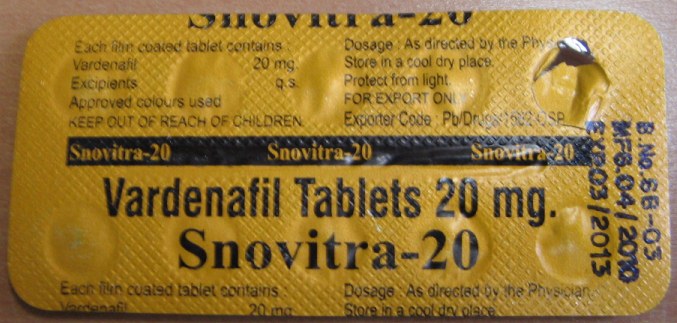 Snovitra-20
Each film coated tablet contains :
Vardenafil 20 mg.
Excipients q.s.
Approved colours used
KEEP OUT OF REACH OF CHILDREN.
Dosage : As directed by the Physician
Store in a cool dry place.
Protect from light.
FOR EXPORT ONLY
Exporter Code : Pb/Drugs
Snovitra-20 Snovitra-20 Snovitra-20
Vardenafil Tablets 20 mg.
Snovitra-20
Each film coated tablet contains :
Vardenafil 20 mg
Dosage : As directed by the Physician.
Store in a cool dry place
B.No.66-03
MFG.04/2010
EXP.03/2013